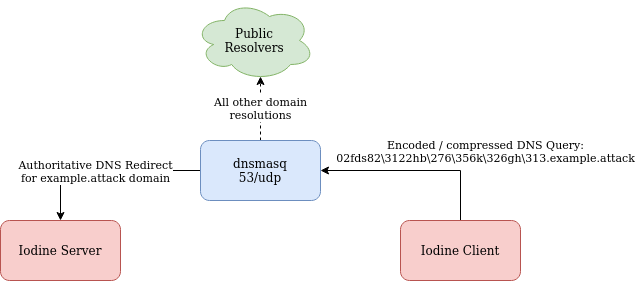 Public
Resolvers
All other domain
resolutions
Encoded / compressed DNS Query:
02fds82\3122hb\276\356k\326gh\313.example.attack
dnsmasq
53/udp
Authoritative DNS Redirect
for example.attack domain
Iodine Server
Iodine Client